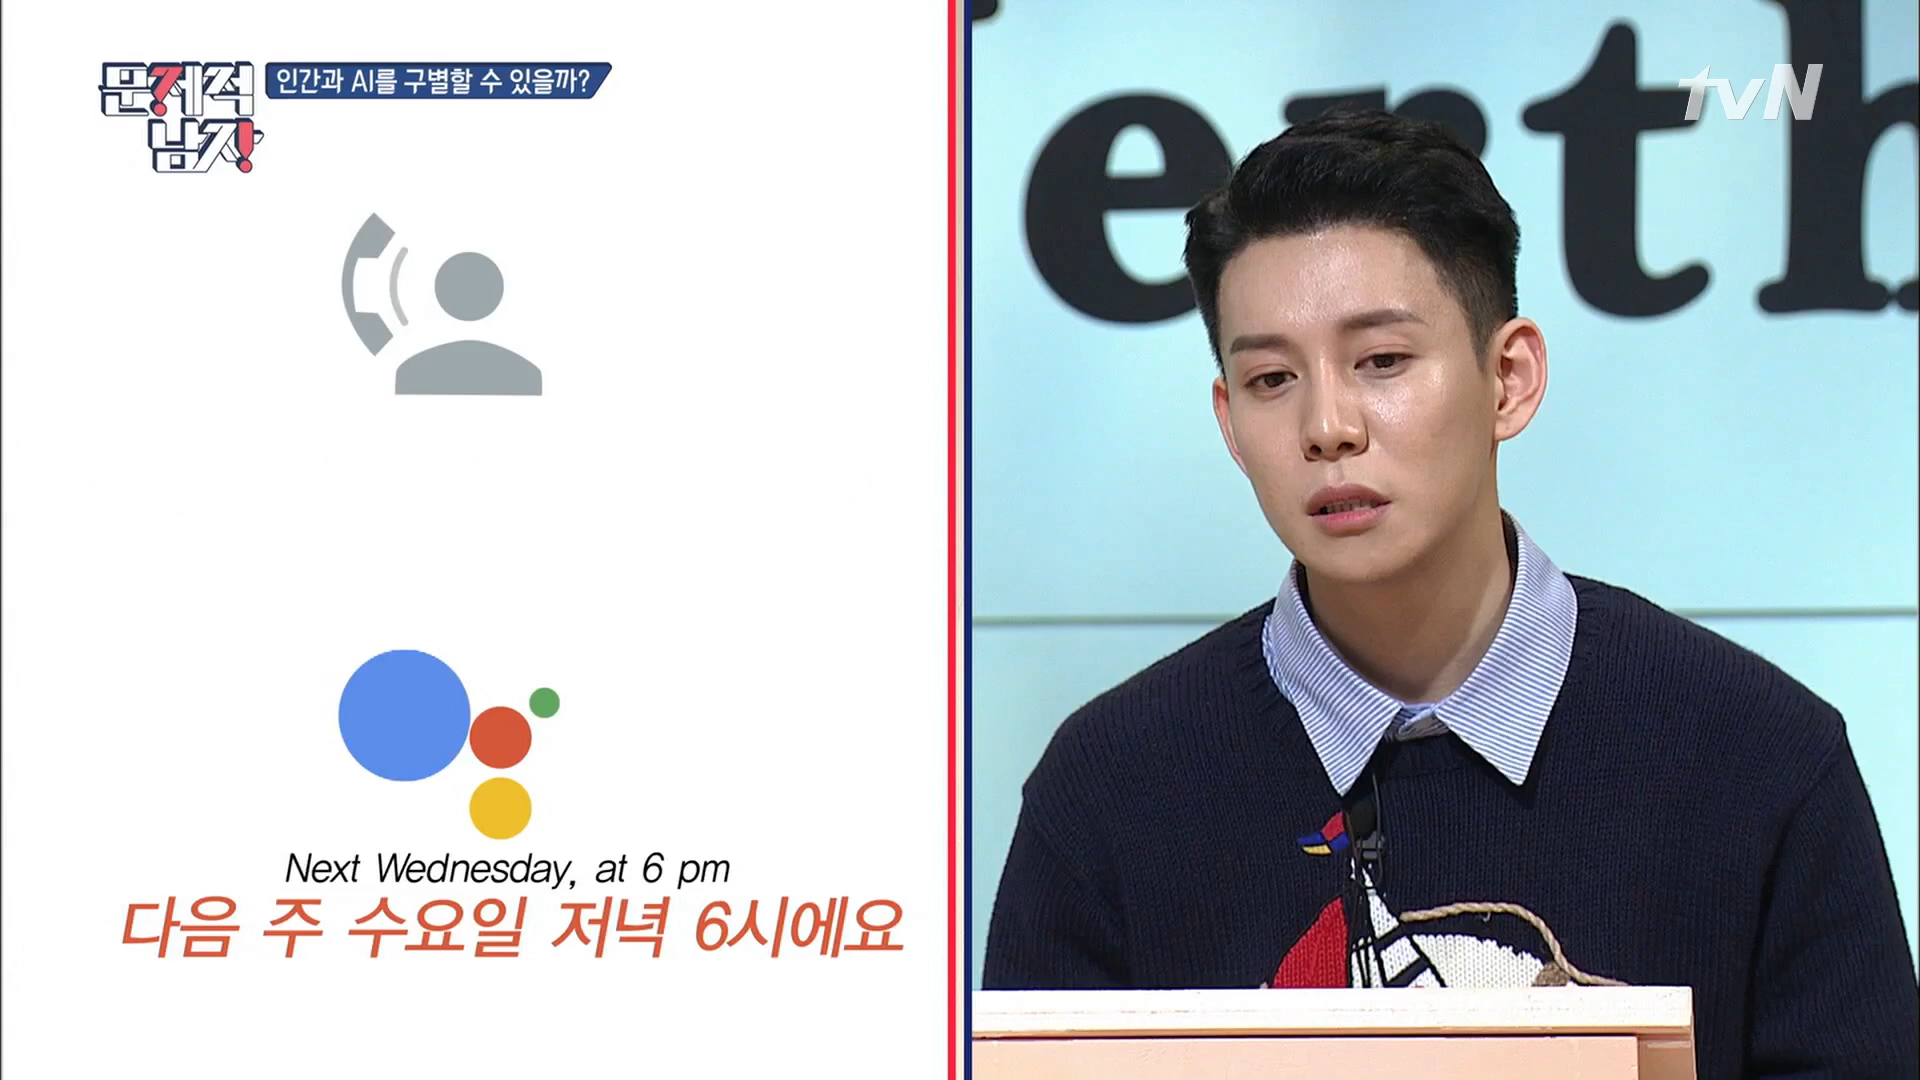 문제적
남자
인간과 AI를 구별할 수 있을까?
tvN
erth
Next Wednesday, at 6 pm
다음 주 수요일 저녁 6시에요